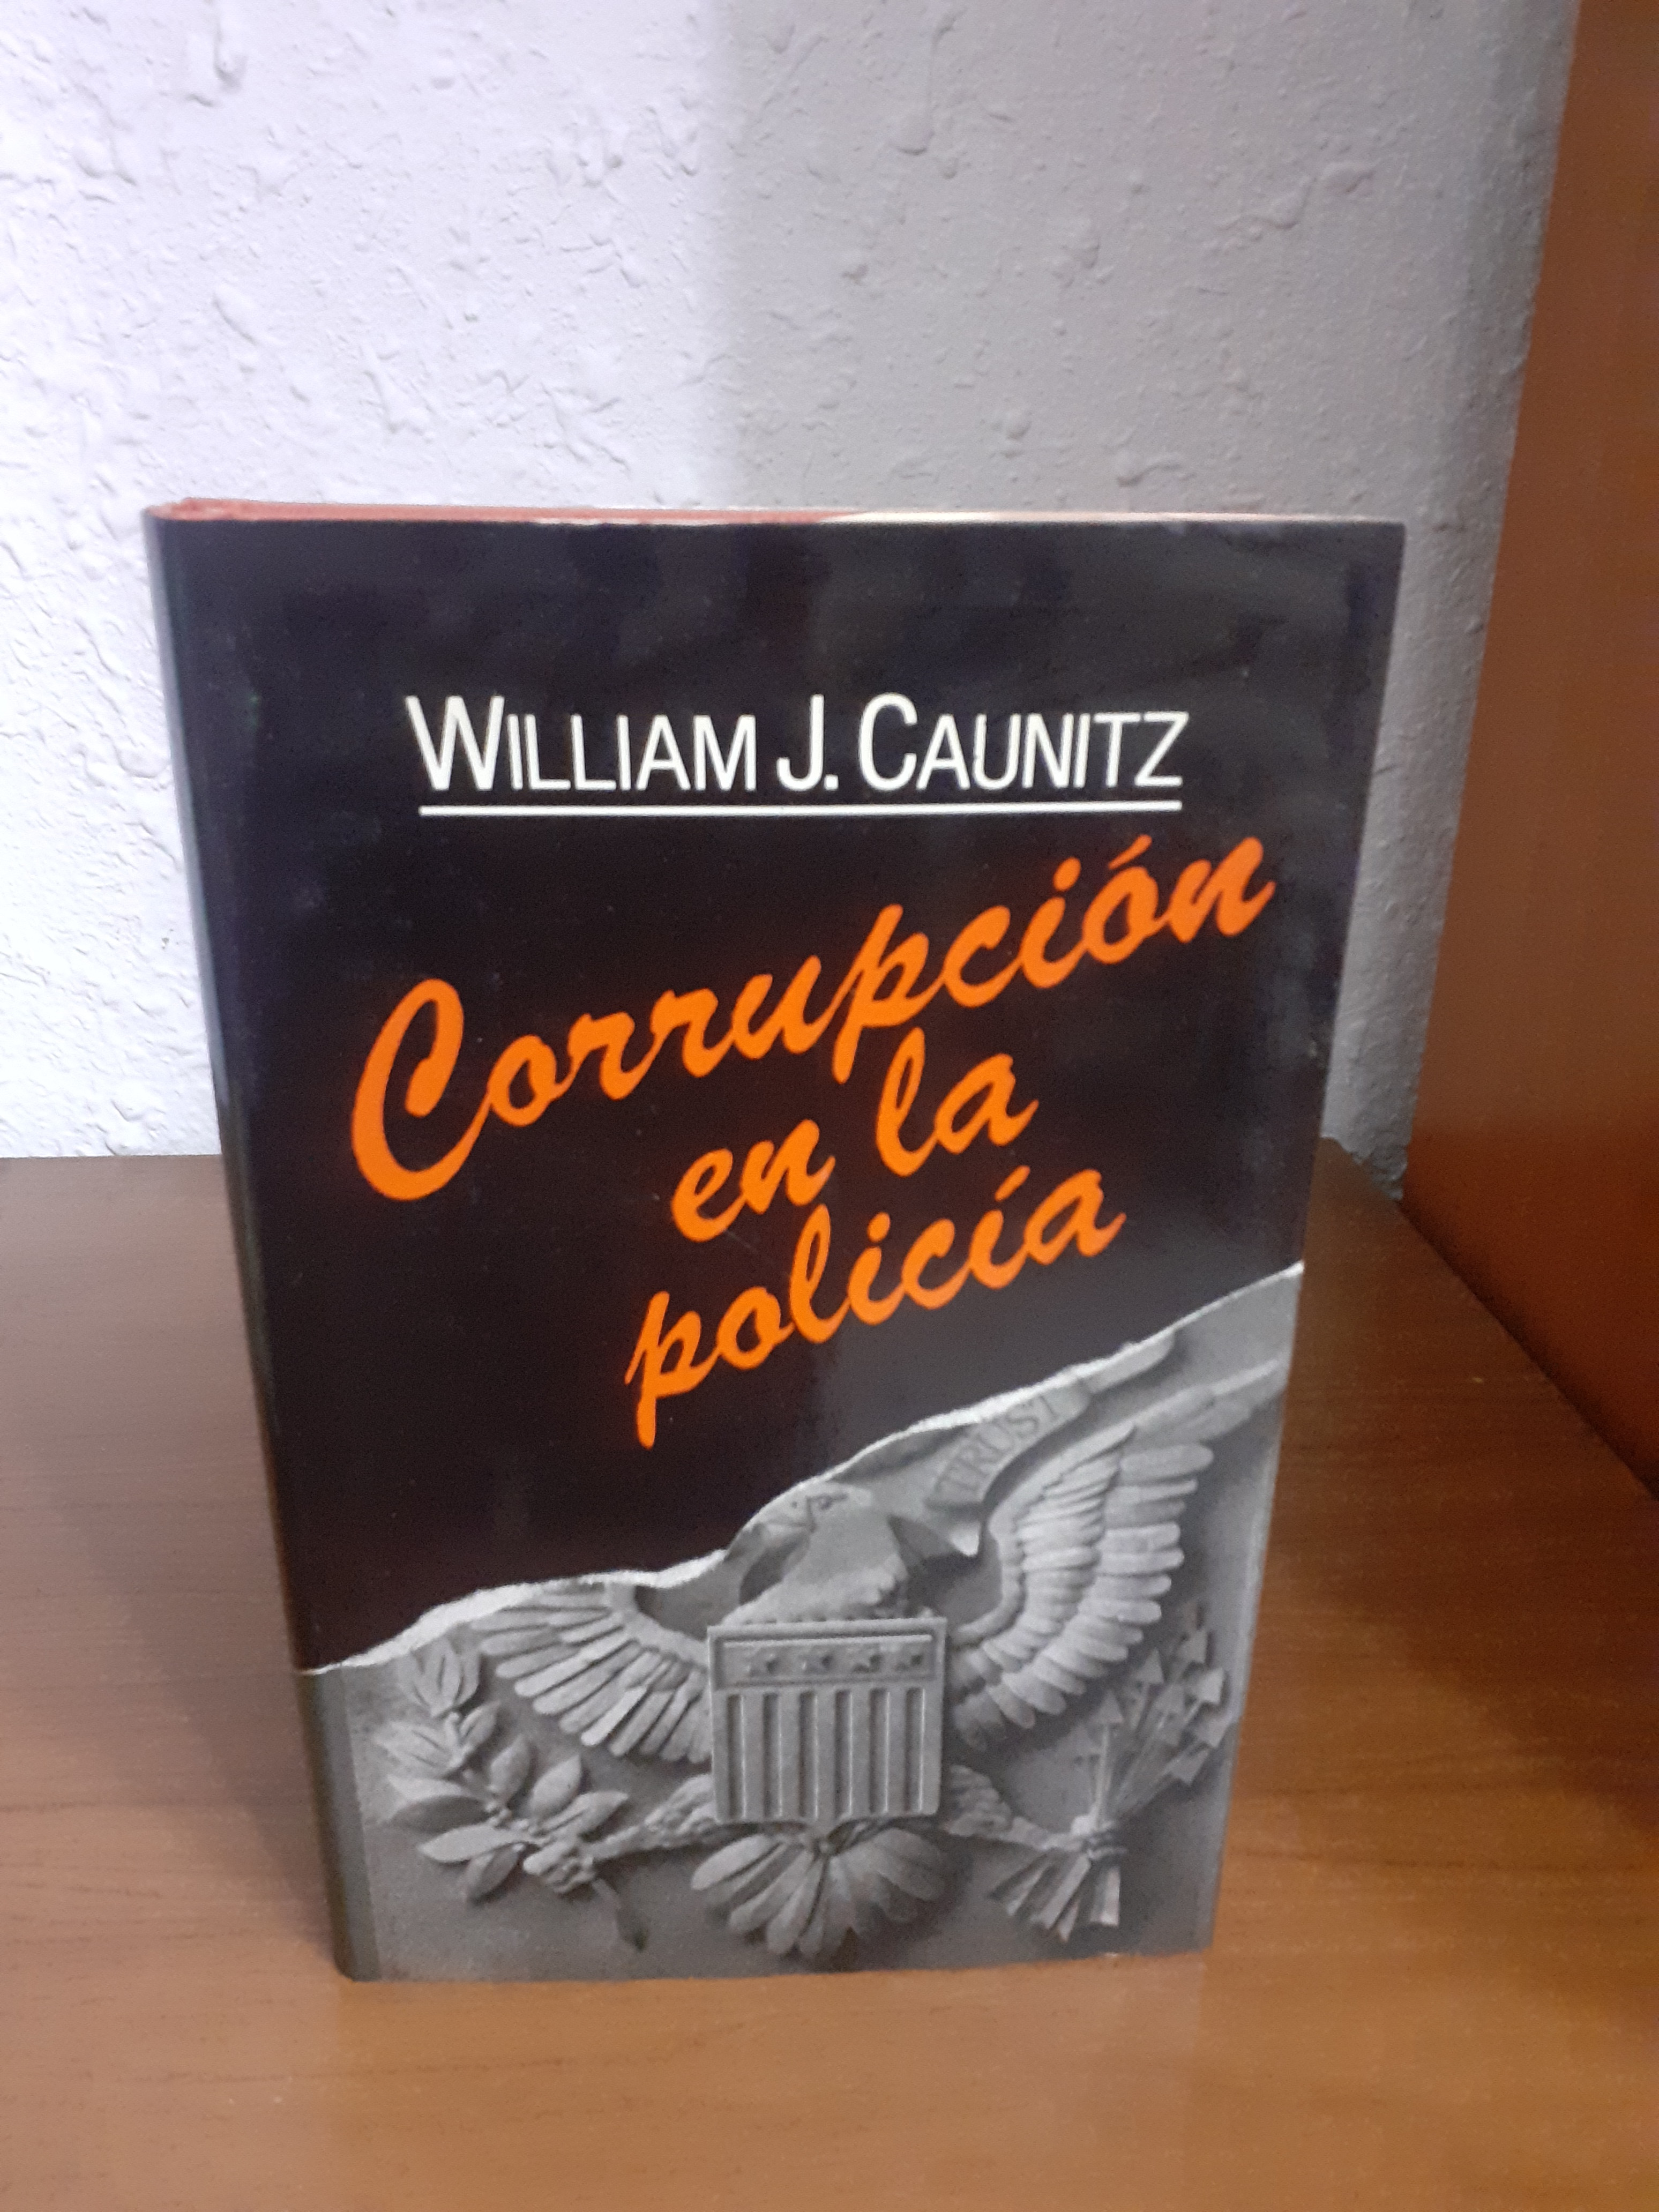 WILLIAM J. CAUNITZ
Corrupción
en la
policía
TRUST